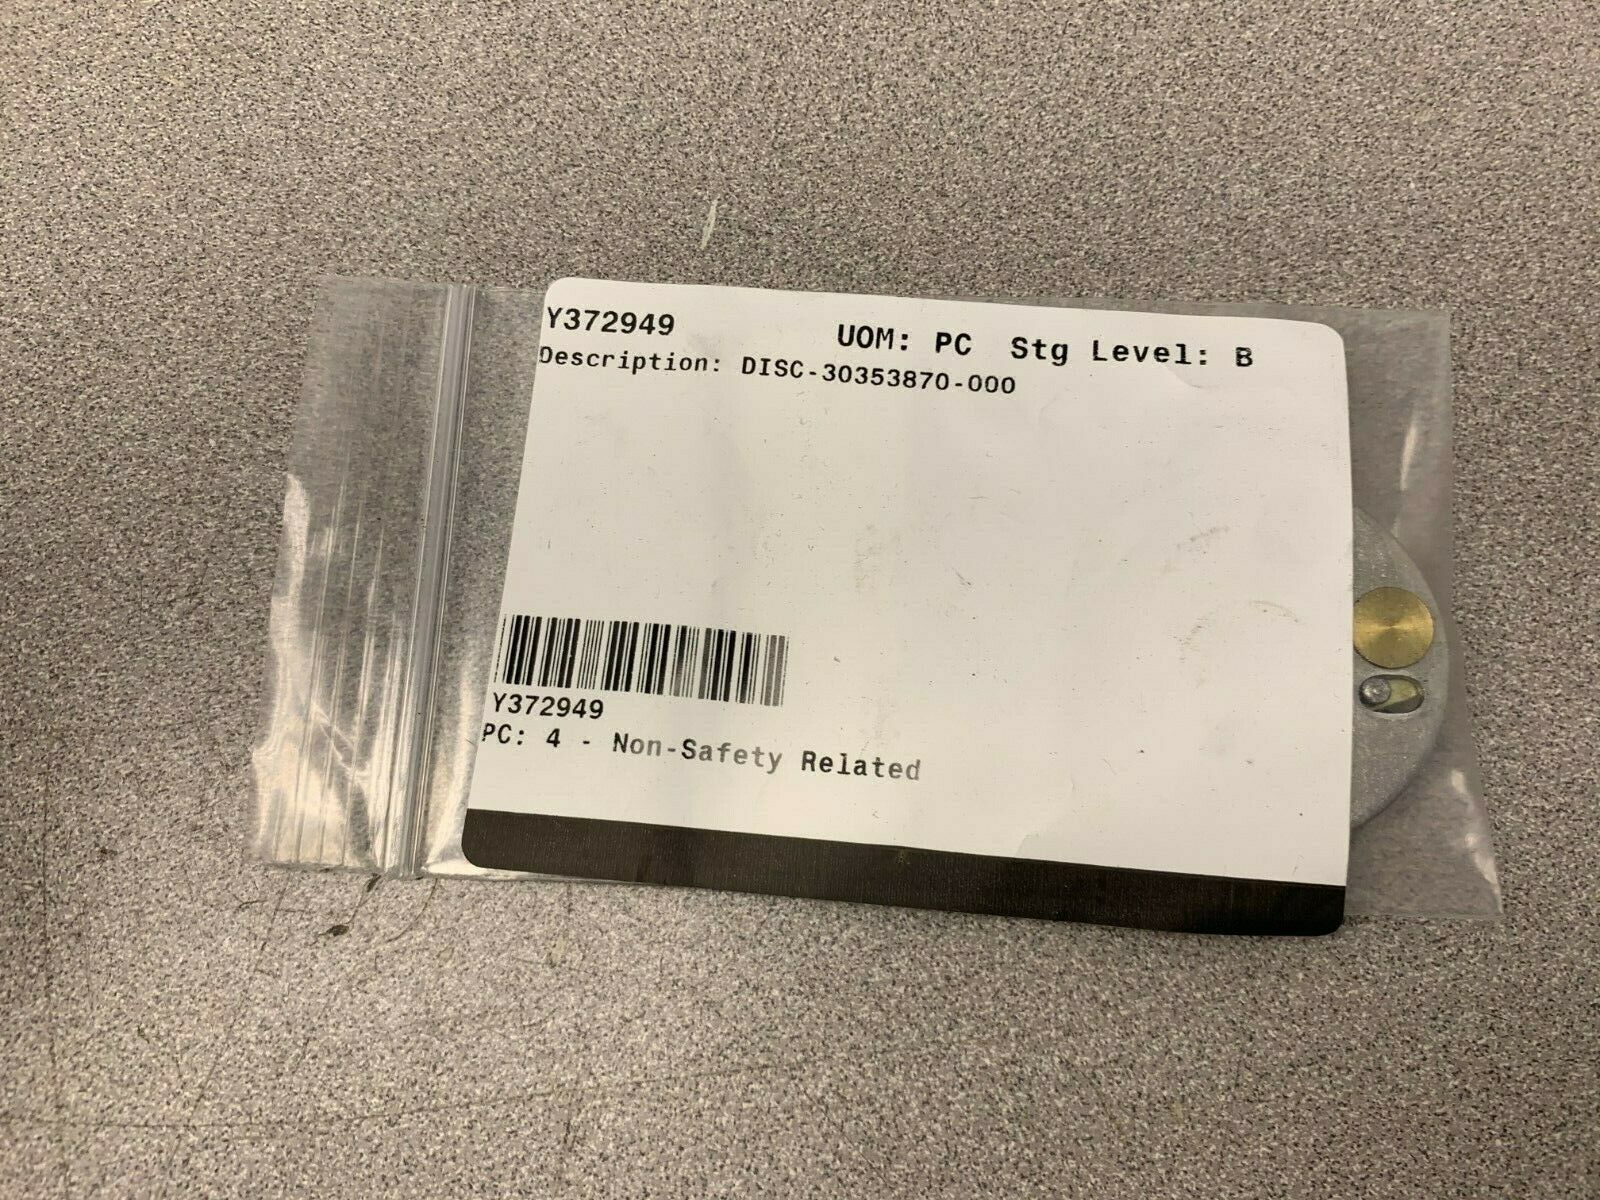 Y372949 UOM: PC Stg Level: B
Description: DISC-30353870-000
Y372949
PC: 4 - Non-Safety Related